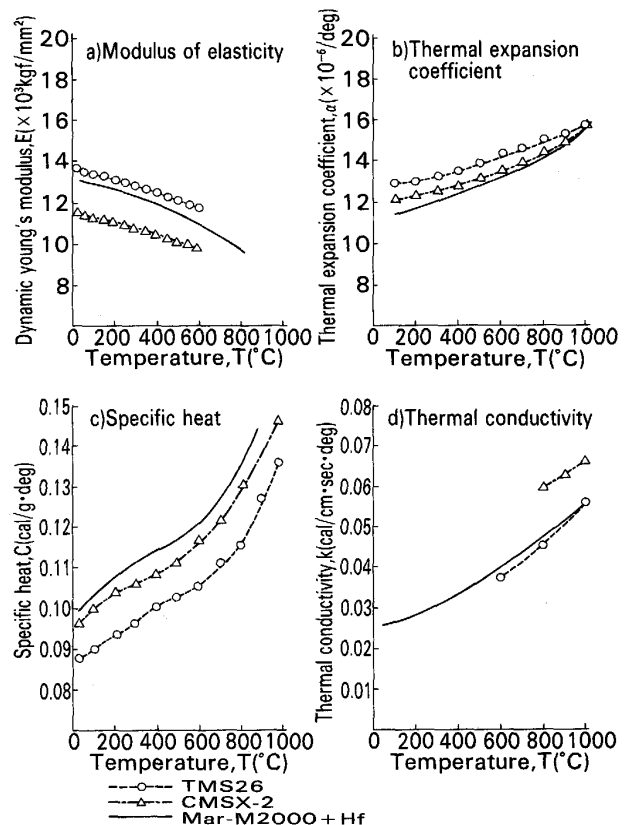 a)Modulus of elasticity
Dynamic young's modulus,E(×10³kgf/mm²)
20
18
16
14
12
10
8
0 200 400 600 800 1000
Temperature,T(°C)
b)Thermal expansion
coefficient
Thermal expansion coefficient,α(×10⁻⁶/deg)
20
18
16
14
12
10
8
0 200 400 600 800 1000
Temperature,T(°C)
c)Specific heat
Specific heat,C(cal/g·deg)
0.15
0.14
0.13
0.12
0.11
0.10
0.09
0.08
0 200 400 600 800 1000
Temperature,T(°C)
d)Thermal conductivity
Thermal conductivity,k(cal/cm·sec·deg)
0.08
0.07
0.06
0.05
0.04
0.03
0.02
0.01
0 200 400 600 800 1000
Temperature,T(°C)
TMS26
CMSX-2
Mar-M2000+Hf